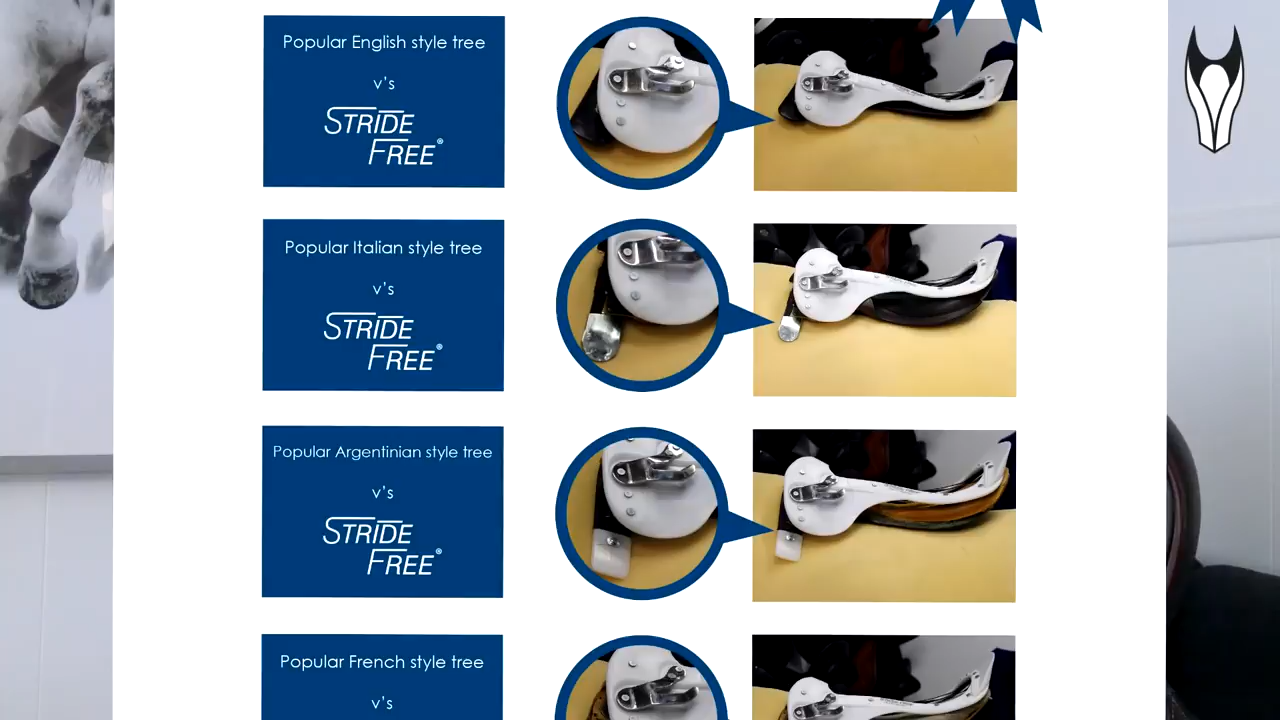 Popular English style tree
v's
STRIDE
FREE®
Popular Italian style tree
v's
STRIDE
FREE®
Popular Argentinian style tree
v's
STRIDE
FREE®
Popular French style tree
v's